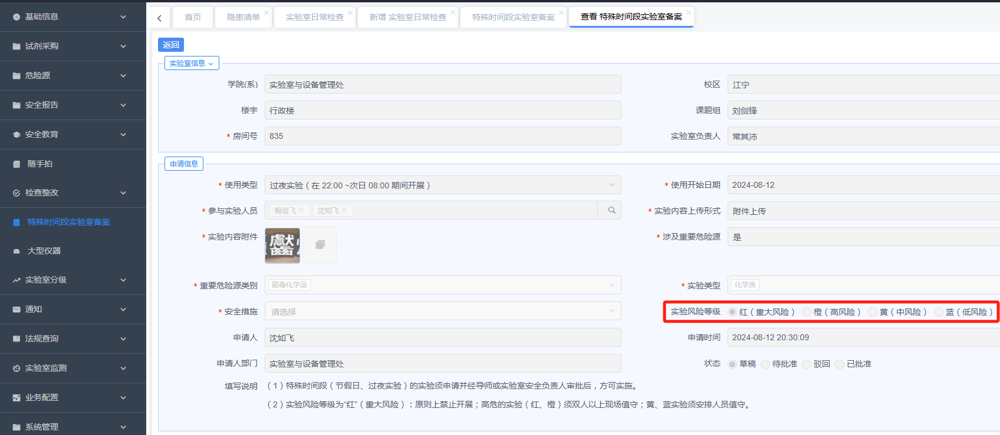 基础信息
试剂采购
危险源
安全报告
安全教育
随手拍
检查整改
特殊时间段实验室备案
大型仪器
实验室分级
通知
法规查询
实验室监测
业务配置
系统管理
首页 隐患清单 实验室日常检查 新增 实验室日常检查 特殊时间段实验室备案 查看 特殊时间段实验室备案
返回
实验室信息
学院(系) 实验室与设备管理处 校区 江宁
楼宇 行政楼 课题组 刘剑锋
* 房间号 835 实验室负责人 常其沛
申请信息
* 使用类型 过夜实验（在 22:00 ~次日 08:00 期间开展） * 使用开始日期 2024-08-12
* 参与实验人员 鲍俊飞 沈如飞 * 实验内容上传形式 附件上传
* 实验内容附件 * 涉及重要危险源 是
* 重要危险源类别 剧毒化学品 * 实验类型 化学类
* 安全措施 请选择 实验风险等级 红（重大风险） 橙（高风险） 黄（中风险） 蓝（低风险）
申请人 沈如飞 申请时间 2024-08-12 20:30:09
申请人部门 实验室与设备管理处 状态 草稿 待批准 驳回 已批准
填写说明 （1）特殊时间段（节假日、过夜实验）的实验须申请并经导师或实验室安全负责人审批后，方可实施。
（2）实验风险等级为“红”（重大风险）：原则上禁止开展；高危的实验（红、橙）须双人以上现场值守；黄、蓝实验须安排人员值守。